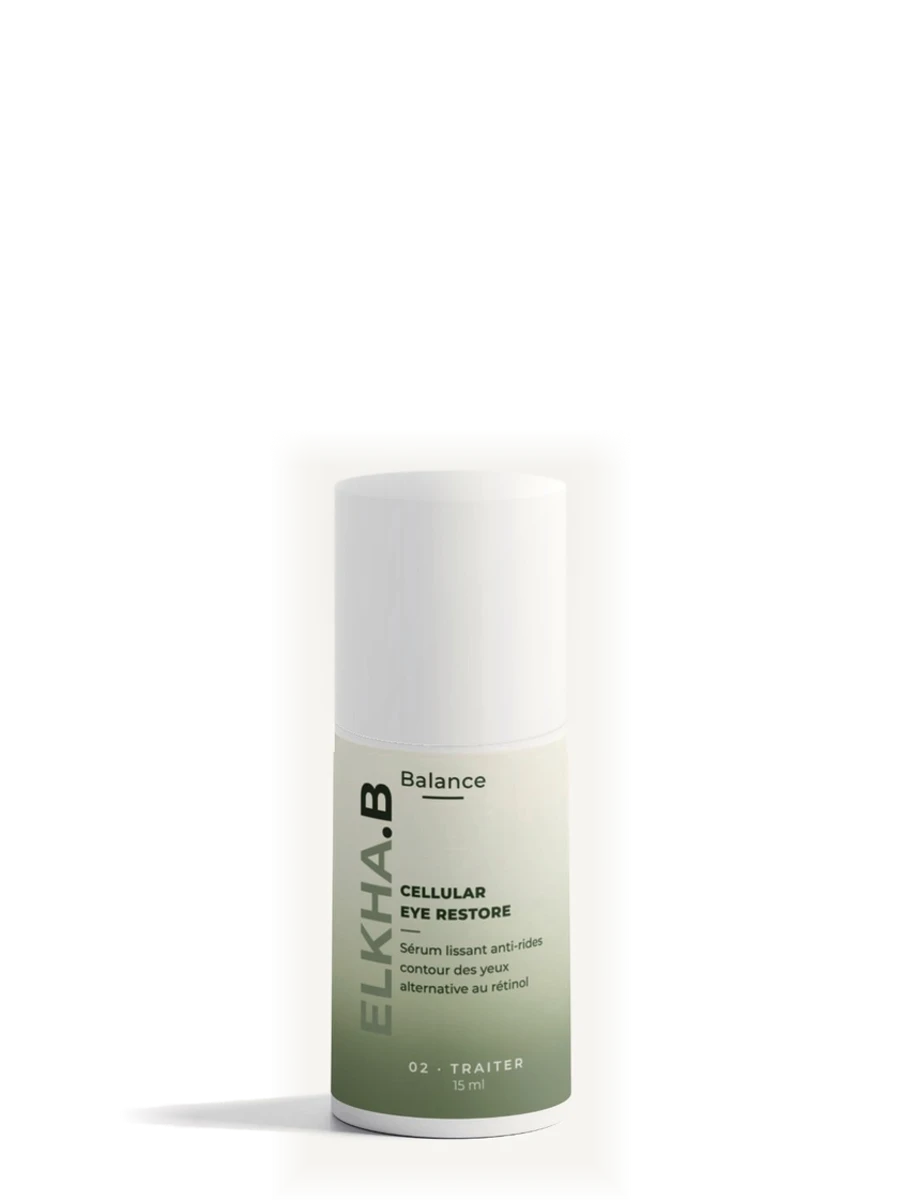 Balance
ELKHA.B
CELLULAR
EYE RESTORE
Sérum lissant anti-rides
contour des yeux
alternative au rétinol
02 · TRAITER
15 ml